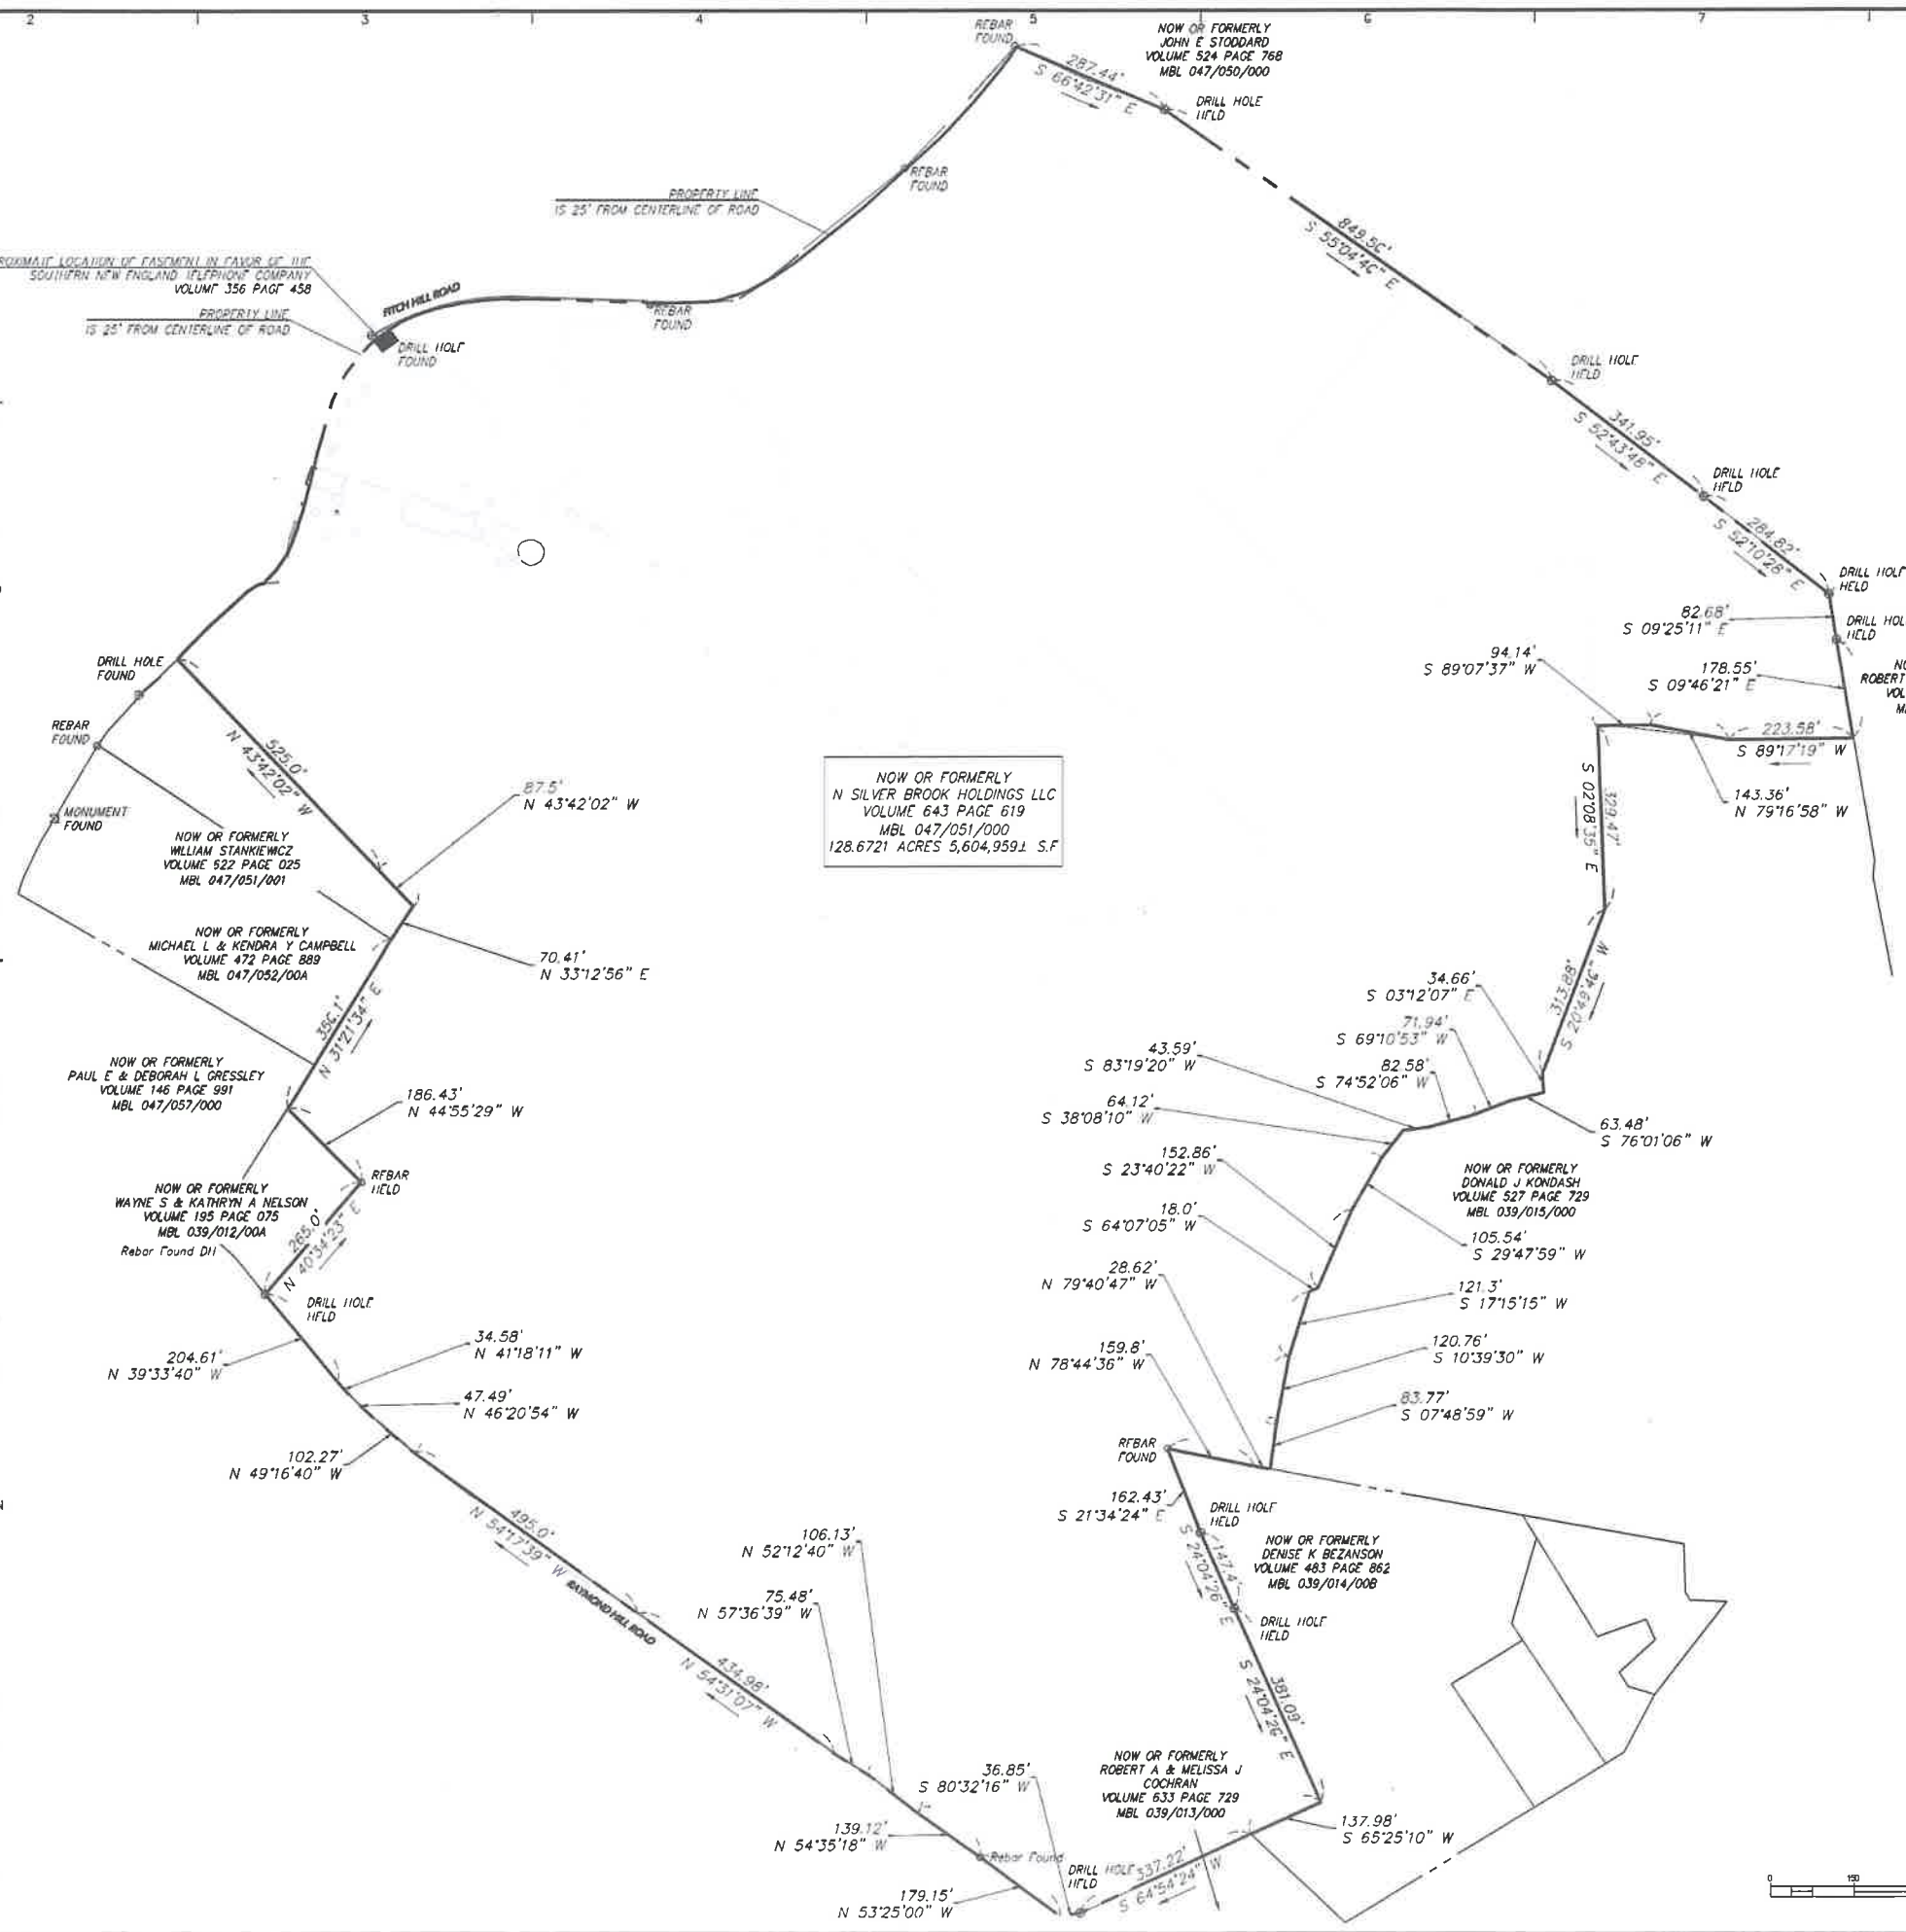 2
3
4
5
6
7
REBAR
FOUND
NOW OR FORMERLY
JOHN E STODDARD
VOLUME 524 PAGE 768
MBL 047/050/000
287.44'
S 66°42'31" E
DRILL HOLE
HELD
REBAR
FOUND
PROPERTY LINE
IS 25' FROM CENTERLINE OF ROAD
849.56'
S 55°04'46" E
LOCATION OF EASEMENT IN FAVOR OF THE
SOUTHERN NEW ENGLAND TELEPHONE COMPANY
VOLUME 356 PAGE 458
FITCH HILL ROAD
PROPERTY LINE
IS 25' FROM CENTERLINE OF ROAD
REBAR
FOUND
DRILL HOLE
FOUND
DRILL HOLE
HELD
341.95'
S 52°43'48" E
DRILL HOLE
HELD
284.82'
S 52°10'28" E
DRILL HOLE
HELD
82.68'
S 09°25'11" E
DRILL HOL
HELD
94.14'
S 89°07'37" W
178.55'
S 09°46'21" E
ROBERT
VOL
223.58'
S 89°17'19" W
143.36'
N 79°16'58" W
329.47'
S 02°08'35" E
DRILL HOLE
FOUND
REBAR
FOUND
MONUMENT
FOUND
525.0'
N 43°42'02" W
87.5'
N 43°42'02" W
NOW OR FORMERLY
N SILVER BROOK HOLDINGS LLC
VOLUME 643 PAGE 619
MBL 047/051/000
128.6721 ACRES 5,604,959± S.F
NOW OR FORMERLY
WILLIAM STANKIEWICZ
VOLUME 522 PAGE 025
MBL 047/051/001
NOW OR FORMERLY
MICHAEL L & KENDRA Y CAMPBELL
VOLUME 472 PAGE 889
MBL 047/052/00A
70.41'
N 33°12'56" E
356.1'
N 31°21'34" E
313.88'
S 20°49'46" W
34.66'
S 03°12'07" E
71.94'
S 69°10'53" W
43.59'
S 83°19'20" W
82.58'
S 74°52'06" W
64.12'
S 38°08'10" W
63.48'
S 76°01'06" W
NOW OR FORMERLY
PAUL E & DEBORAH L GRESSLEY
VOLUME 146 PAGE 991
MBL 047/057/000
186.43'
N 44°55'29" W
152.86'
S 23°40'22" W
NOW OR FORMERLY
DONALD J KONDASH
VOLUME 527 PAGE 729
MBL 039/015/000
REBAR
HELD
NOW OR FORMERLY
WAYNE S & KATHRYN A NELSON
VOLUME 195 PAGE 075
MBL 039/012/00A
Rebar Found DH
265.0'
N 40°34'23" E
18.0'
S 64°07'05" W
105.54'
S 29°47'59" W
28.62'
N 79°40'47" W
121.3'
S 17°15'15" W
DRILL HOLE
HELD
204.61'
N 39°33'40" W
34.58'
N 41°18'11" W
159.8'
N 78°44'36" W
120.76'
S 10°39'30" W
47.49'
N 46°20'54" W
83.77'
S 07°48'59" W
102.27'
N 49°16'40" W
REBAR
FOUND
162.43'
S 21°34'24" E
DRILL HOLE
HELD
495.0'
N 54°17'39" W
RAYMOND HILL ROAD
106.13'
N 52°12'40" W
147.4'
S 24°04'26" E
NOW OR FORMERLY
DENISE K BEZANSON
VOLUME 483 PAGE 862
MBL 039/014/00B
75.48'
N 57°36'39" W
DRILL HOLE
HELD
434.98'
N 54°31'07" W
381.09'
S 24°04'26" E
36.85'
S 80°32'16" W
NOW OR FORMERLY
ROBERT A & MELISSA J
COCHRAN
VOLUME 633 PAGE 729
MBL 039/013/000
139.12'
N 54°35'18" W
137.98'
S 65°25'10" W
Rebar Found
DRILL HOLE
HELD
337.22'
S 64°54'24" W
179.15'
N 53°25'00" W
0
150